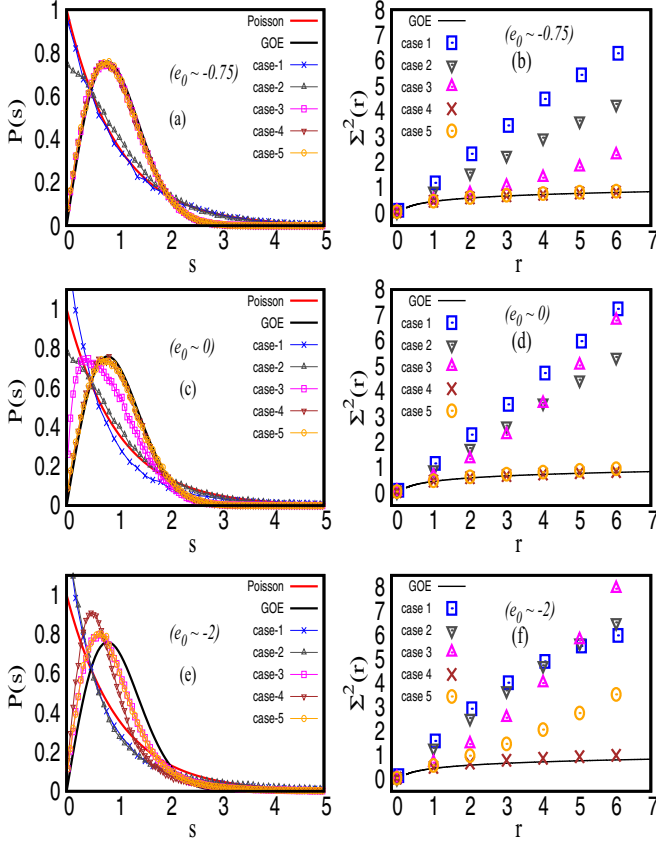 P(s)
1
0.8
0.6
0.4
0.2
0
0 1 2 3 4 5
s
(e0 ~ -0.75)
(a)
Poisson
GOE
case-1
case-2
case-3
case-4
case-5
Σ2(r)
8
7
6
5
4
3
2
1
0
0 1 2 3 4 5 6 7
r
(e0 ~ -0.75)
(b)
GOE
case 1
case 2
case 3
case 4
case 5
P(s)
1
0.8
0.6
0.4
0.2
0
0 1 2 3 4 5
s
(e0 ~ 0)
(c)
Poisson
GOE
case-1
case-2
case-3
case-4
case-5
Σ2(r)
8
7
6
5
4
3
2
1
0
0 1 2 3 4 5 6 7
r
(e0 ~ 0)
(d)
GOE
case 1
case 2
case 3
case 4
case 5
P(s)
1
0.8
0.6
0.4
0.2
0
0 1 2 3 4 5
s
(e0 ~ -2)
(e)
Poisson
GOE
case-1
case-2
case-3
case-4
case-5
Σ2(r)
8
7
6
5
4
3
2
1
0
0 1 2 3 4 5 6 7
r
(e0 ~ -2)
(f)
GOE
case 1
case 2
case 3
case 4
case 5